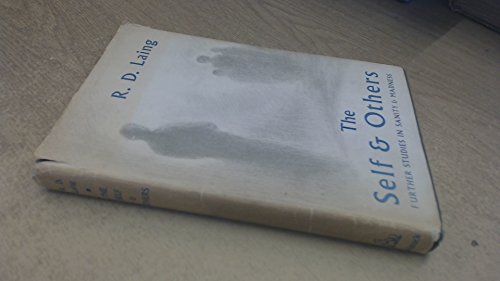 R. D. Laing
The
Self & Others
FURTHER STUDIES IN SANITY & MADNESS